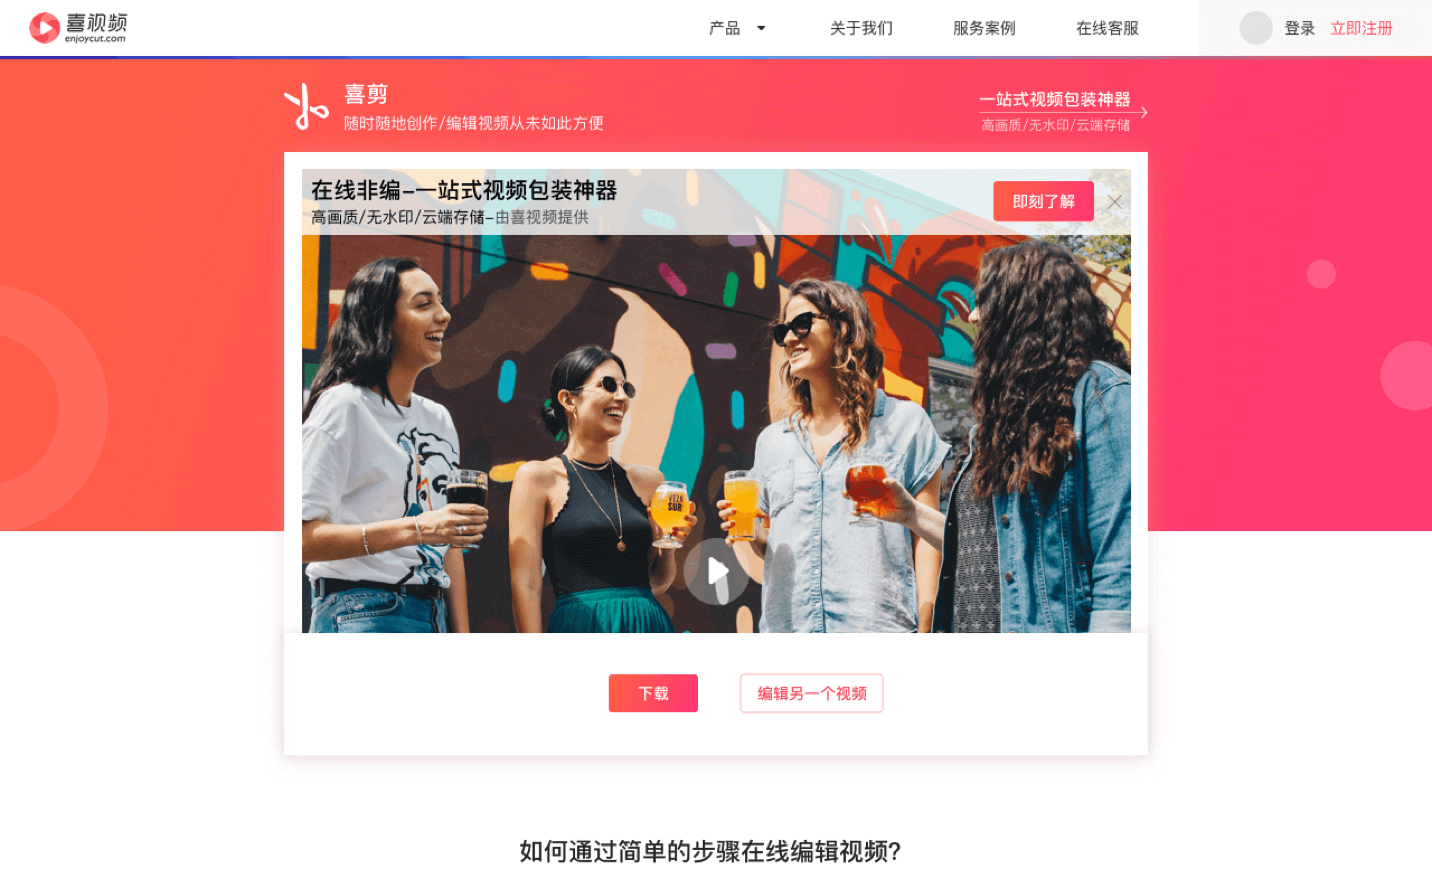 喜视频
enjoycut.com
产品
关于我们
服务案例
在线客服
登录
立即注册
喜剪
随时随地创作/编辑视频从未如此方便
一站式视频包装神器
高画质/无水印/云端存储
在线非编-一站式视频包装神器
高画质/无水印/云端存储-由喜视频提供
即刻了解
VEZA
SUR
下载
编辑另一个视频
如何通过简单的步骤在线编辑视频?